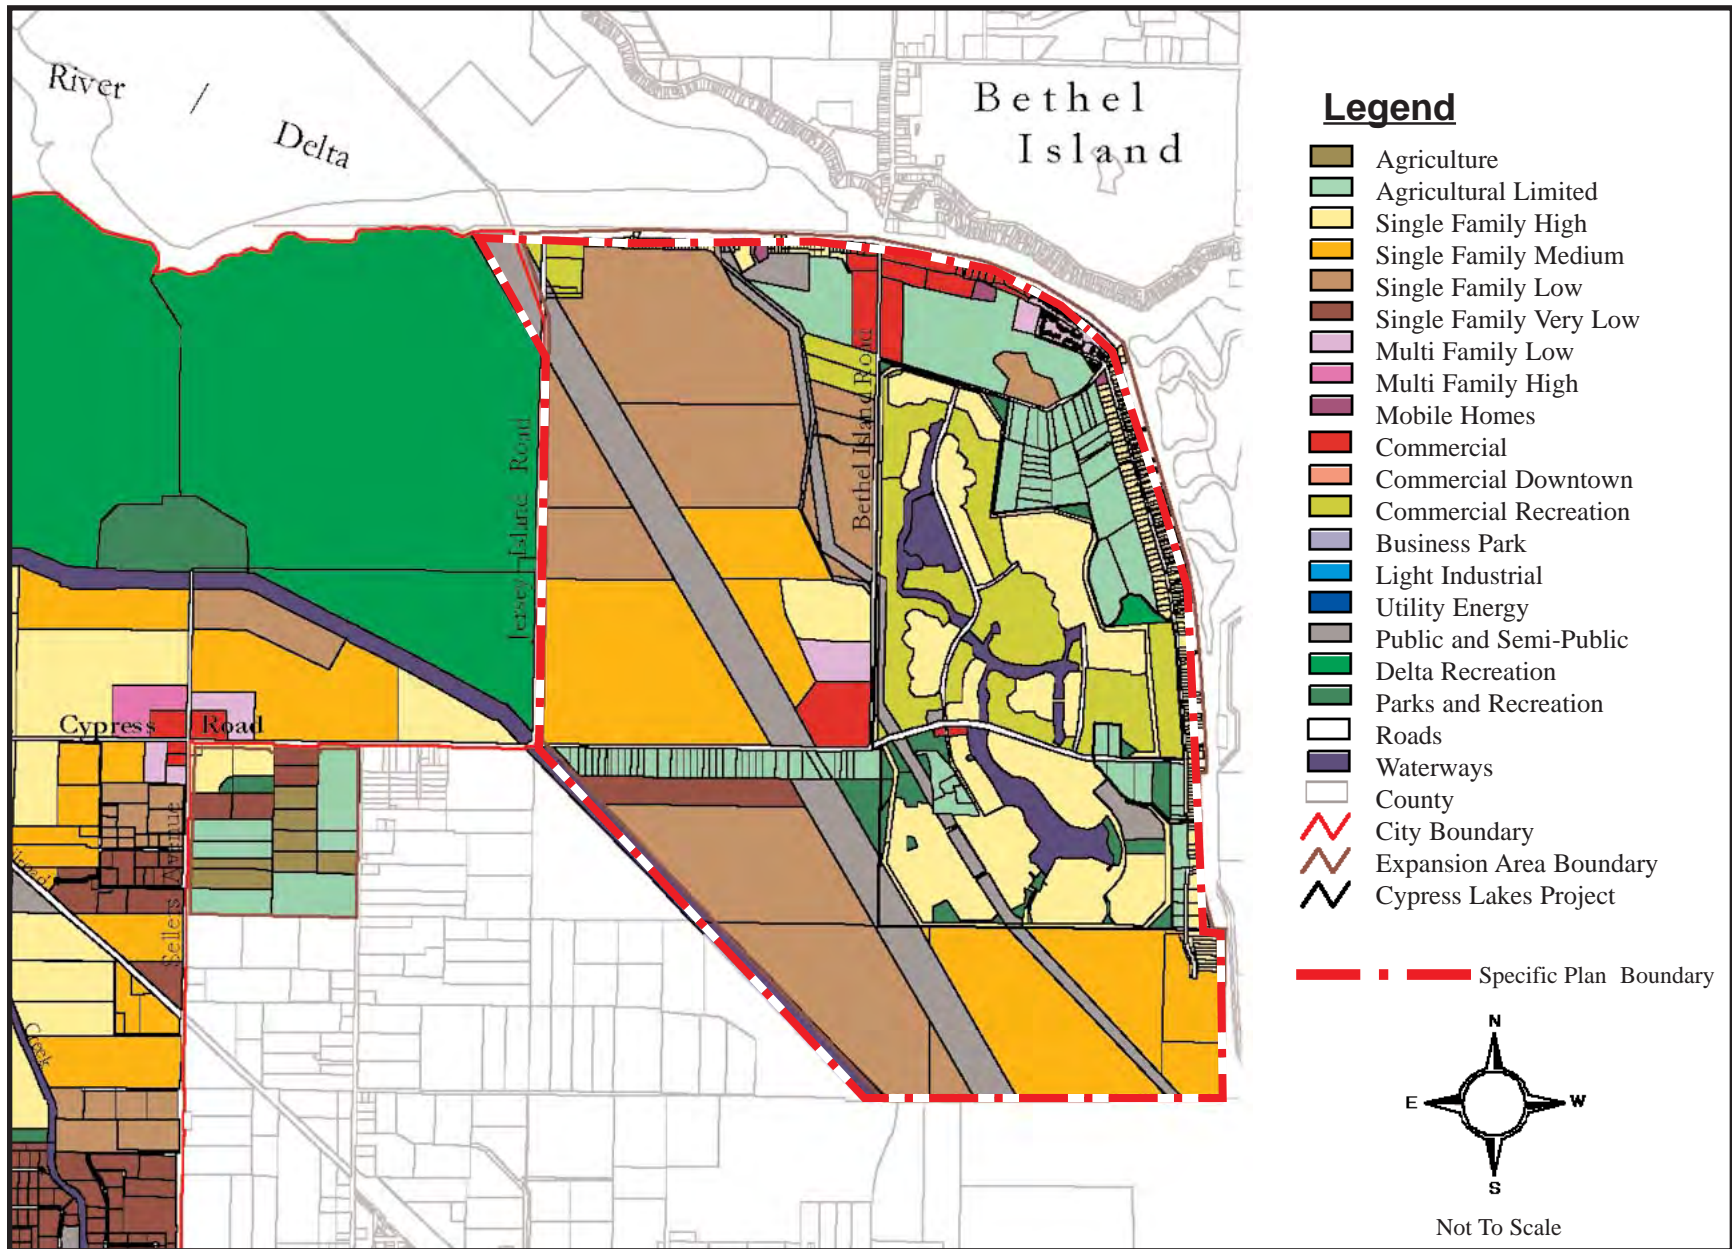 River / Delta
Bethel
Island
Jersey Island Road
Bethel Island Road
Cypress Road
Sellers Avenue
Creek
Legend
Agriculture
Agricultural Limited
Single Family High
Single Family Medium
Single Family Low
Single Family Very Low
Multi Family Low
Multi Family High
Mobile Homes
Commercial
Commercial Downtown
Commercial Recreation
Business Park
Light Industrial
Utility Energy
Public and Semi-Public
Delta Recreation
Parks and Recreation
Roads
Waterways
County
City Boundary
Expansion Area Boundary
Cypress Lakes Project
Specific Plan Boundary
N
E W
S
Not To Scale